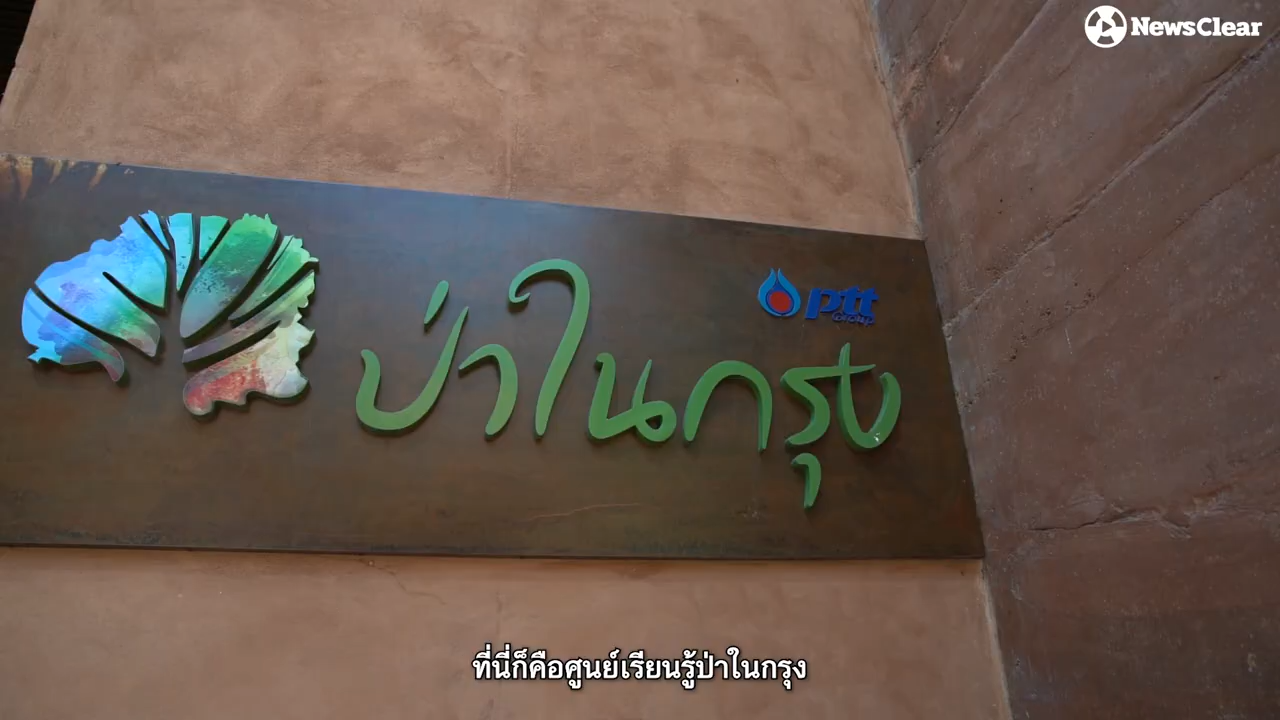 NewsClear
ptt
Group
ป่าในกรุง
ที่นี่ก็คือศูนย์เรียนรู้ป่าในกรุง